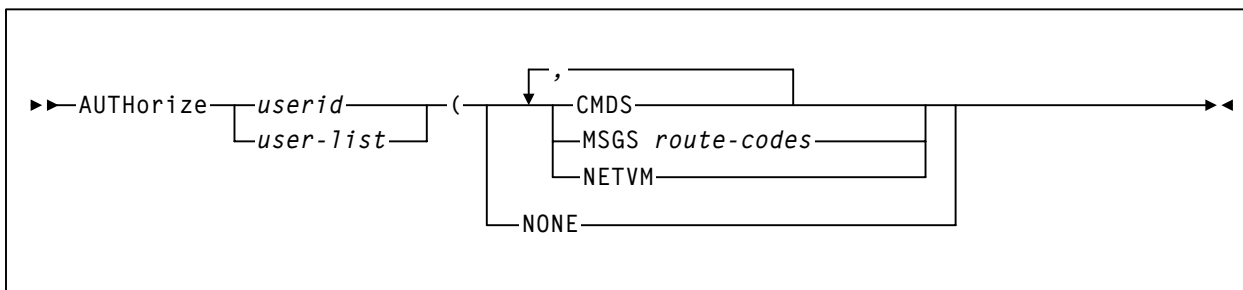 ,
AUTHorize userid ( CMDS
user-list MSGS route-codes
NETVM
NONE